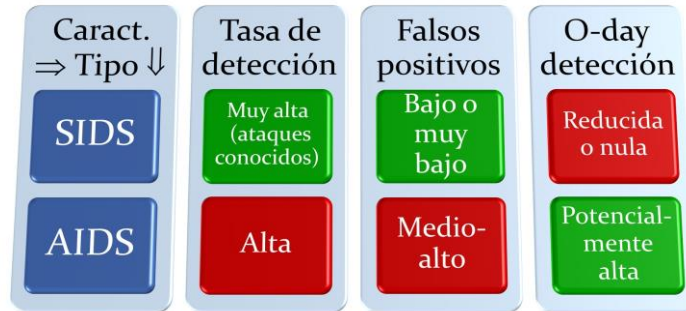 Caract.
⇒ Tipo ⇓
SIDS
AIDS
Tasa de
detección
Muy alta
(ataques
conocidos)
Alta
Falsos
positivos
Bajo o
muy
bajo
Medio-
alto
O-day
detección
Reducida
o nula
Potencial-
mente
alta